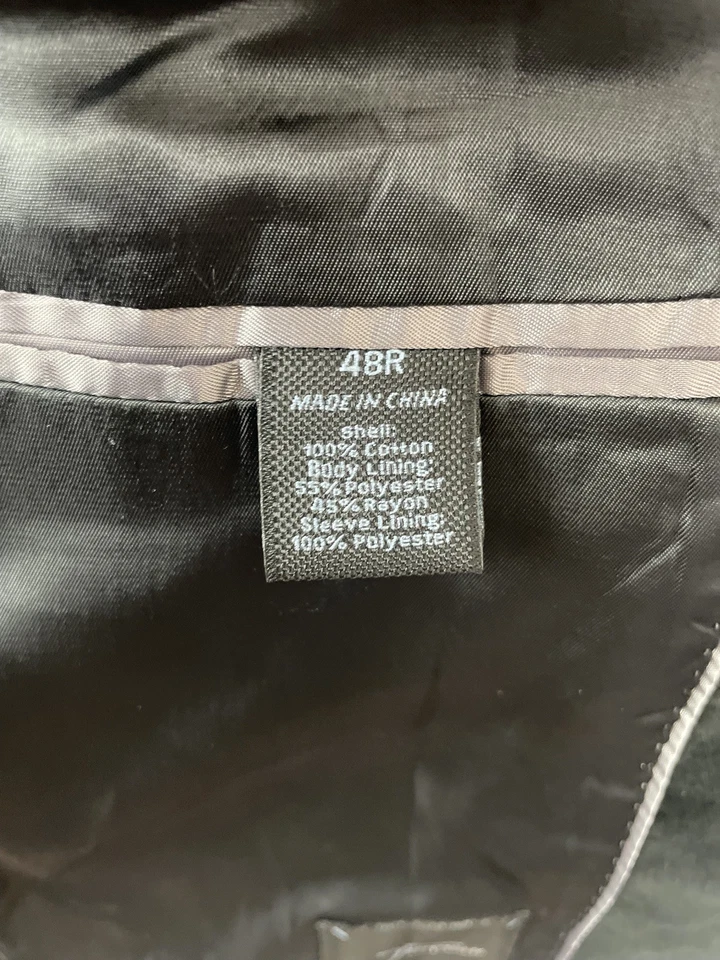 48R
MADE IN CHINA
Shell:
100% Cotton
Body Lining:
55% Polyester
45% Rayon
Sleeve Lining:
100% Polyester